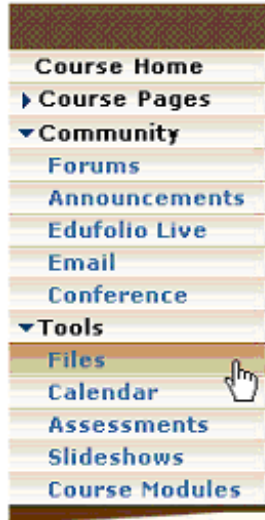 Course Home
Course Pages
Community
Forums
Announcements
Edufolio Live
Email
Conference
Tools
Files
Calendar
Assessments
Slideshows
Course Modules